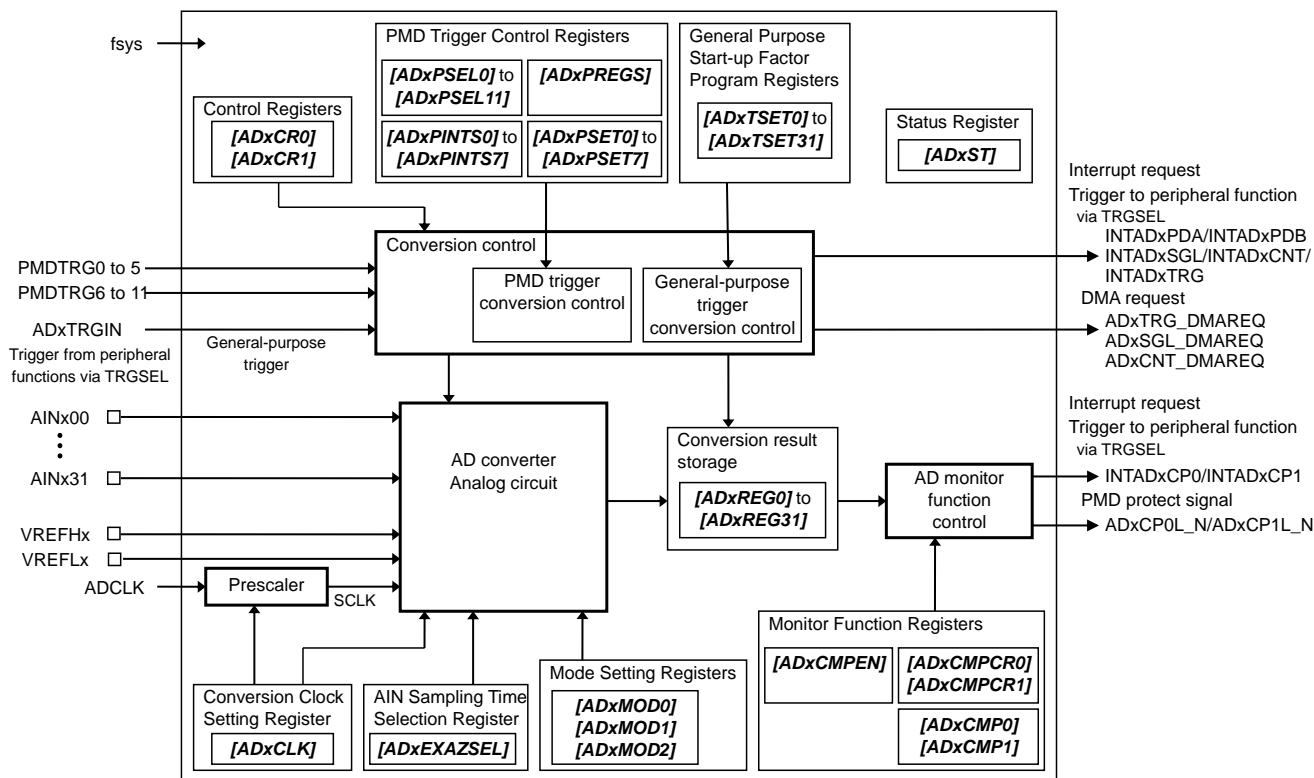 fsys
PMD Trigger Control Registers
[ADxPSEL0] to
[ADxPSEL11]
[ADxPREGS]
[ADxPINTS0] to
[ADxPINTS7]
[ADxPSET0] to
[ADxPSET7]
General Purpose
Start-up Factor
Program Registers
[ADxTSET0] to
[ADxTSET31]
Control Registers
[ADxCR0]
[ADxCR1]
Status Register
[ADxST]
Interrupt request
Trigger to peripheral function
via TRGSEL
INTADxPDA/INTADxPDB
INTADxSGL/INTADxCNT/
INTADxTRG
DMA request
ADxTRG_DMAREQ
ADxSGL_DMAREQ
ADxCNT_DMAREQ
Conversion control
PMD trigger
conversion control
General-purpose
trigger
conversion control
PMDTRG0 to 5
PMDTRG6 to 11
ADxTRGIN
Trigger from peripheral
functions via TRGSEL
General-purpose
trigger
AINx00
AINx31
VREFHx
VREFLx
ADCLK
Prescaler
SCLK
AD converter
Analog circuit
Conversion result
storage
[ADxREG0] to
[ADxREG31]
AD monitor
function
control
Interrupt request
Trigger to peripheral function
via TRGSEL
INTADxCP0/INTADxCP1
PMD protect signal
ADxCP0L_N/ADxCP1L_N
Conversion Clock
Setting Register
[ADxCLK]
AIN Sampling Time
Selection Register
[ADxEXAZSEL]
Mode Setting Registers
[ADxMOD0]
[ADxMOD1]
[ADxMOD2]
Monitor Function Registers
[ADxCMPEN]
[ADxCMPCR0]
[ADxCMPCR1]
[ADxCMP0]
[ADxCMP1]